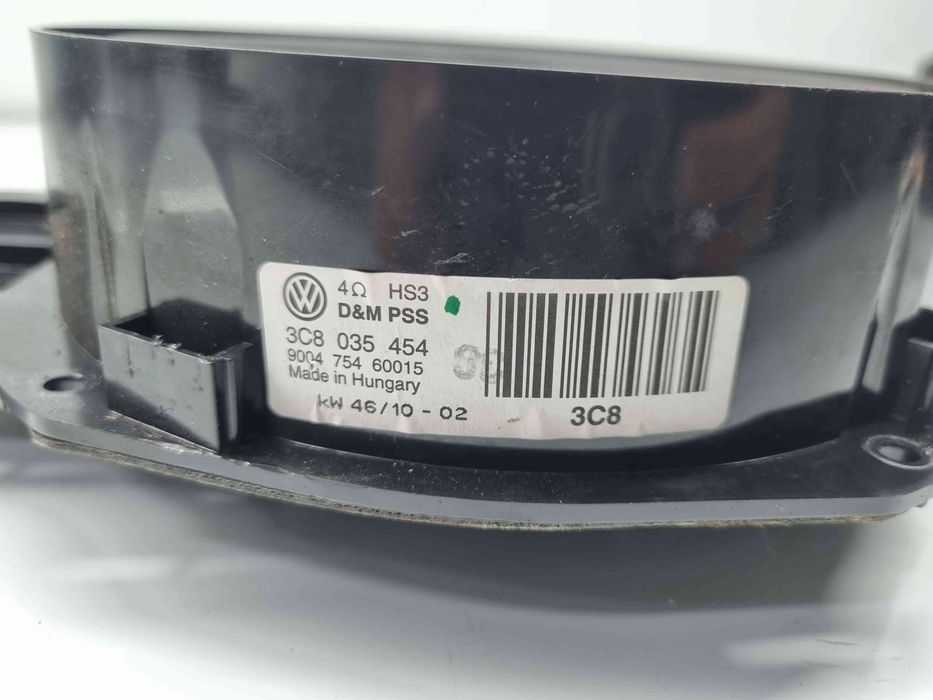 4Ω HS3
D&M PSS
3C8 035 454
9004 754 60015
Made in Hungary
kW 46/10 - 02
3C8